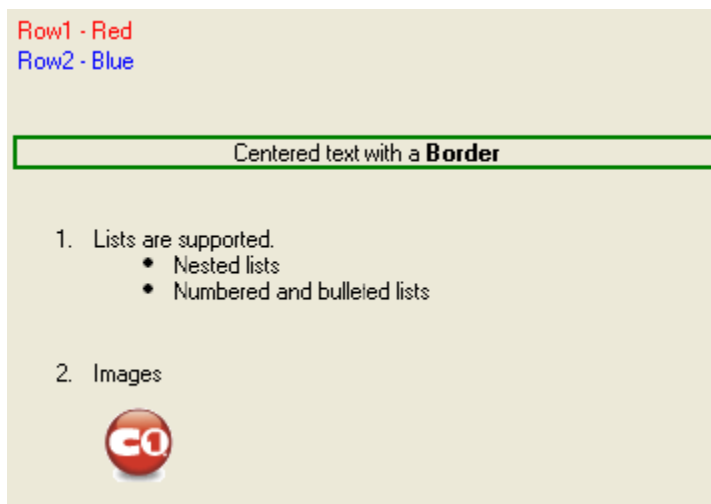 Row1 - Red
Row2 - Blue
Centered text with a Border
1. Lists are supported.
• Nested lists
• Numbered and bulleted lists
2. Images
C1